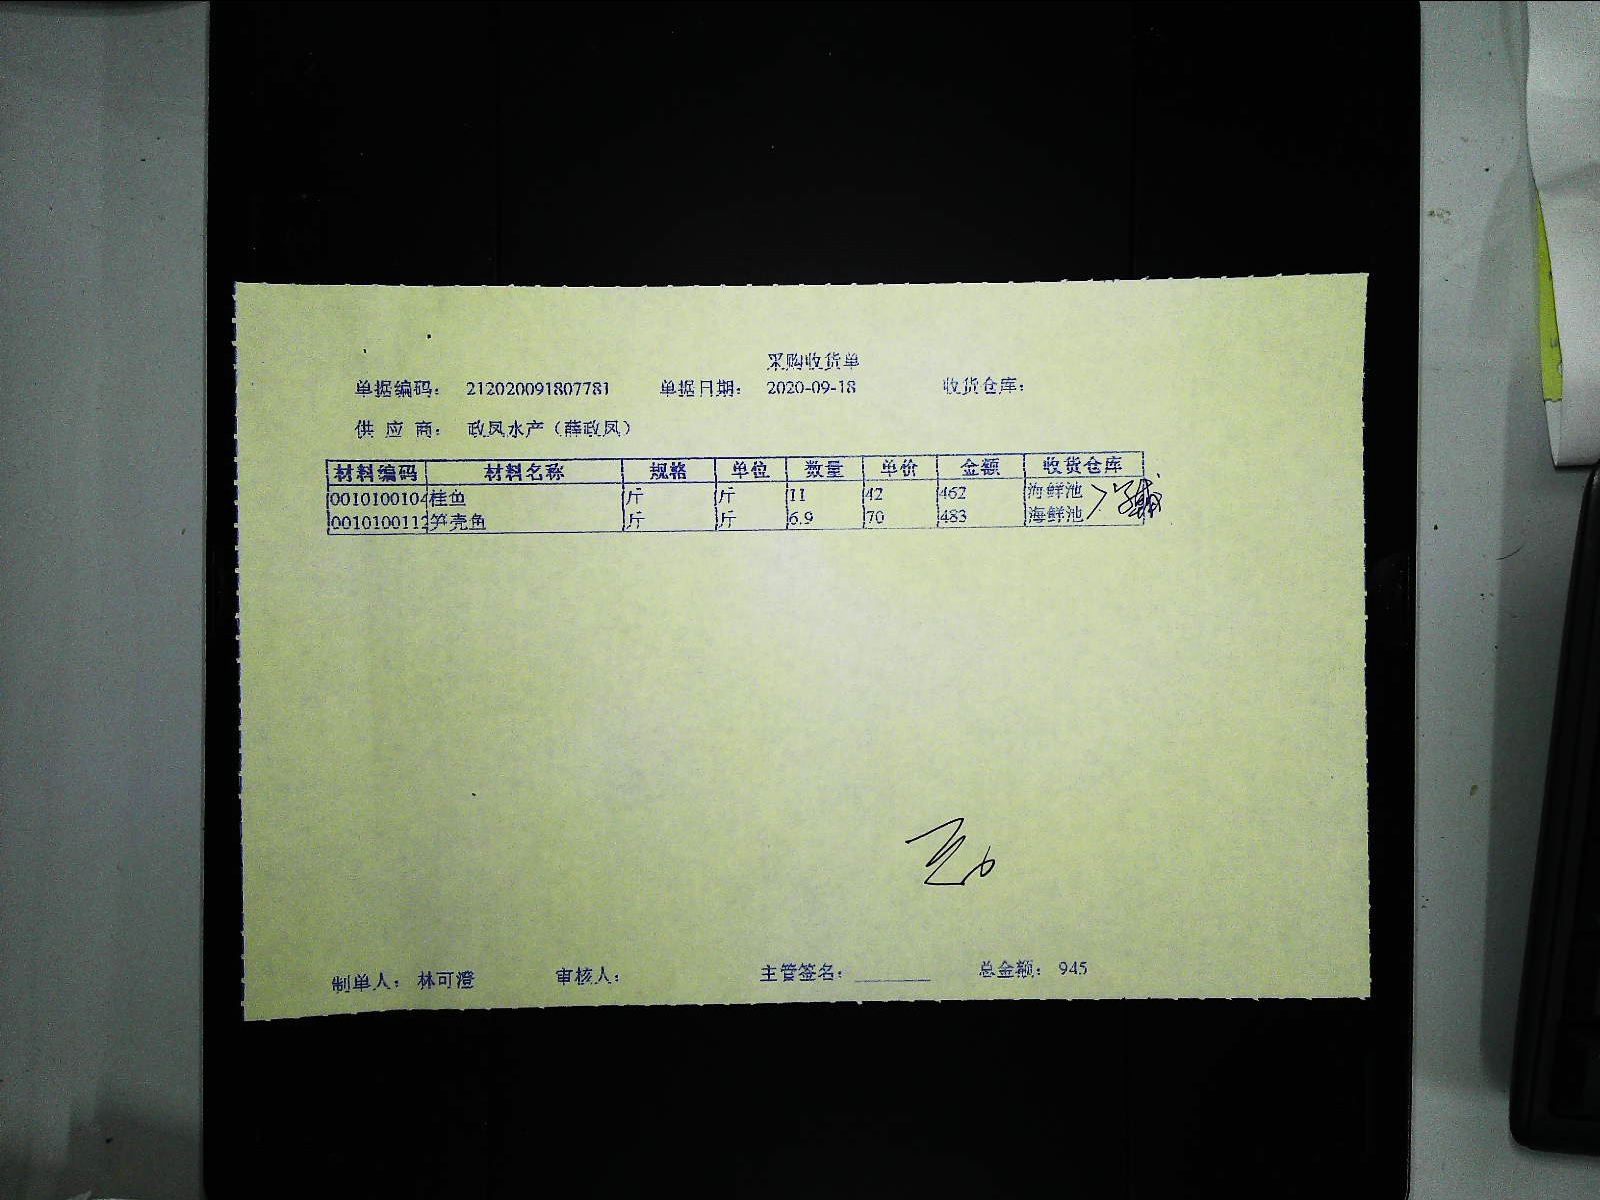 采购收货单
单据编码： 212020091807781 单据日期： 2020-09-18 收货仓库：
供 应 商： 政凤水产（薛政凤）
材料编码 材料名称 规格 单位 数量 单价 金额 收货仓库
0010100104 桂鱼 斤 斤 11 42 462 海鲜池
0010100112 笋壳鱼 斤 斤 6.9 70 483 海鲜池
制单人： 林可澄 审核人： 主管签名： 总金额： 945